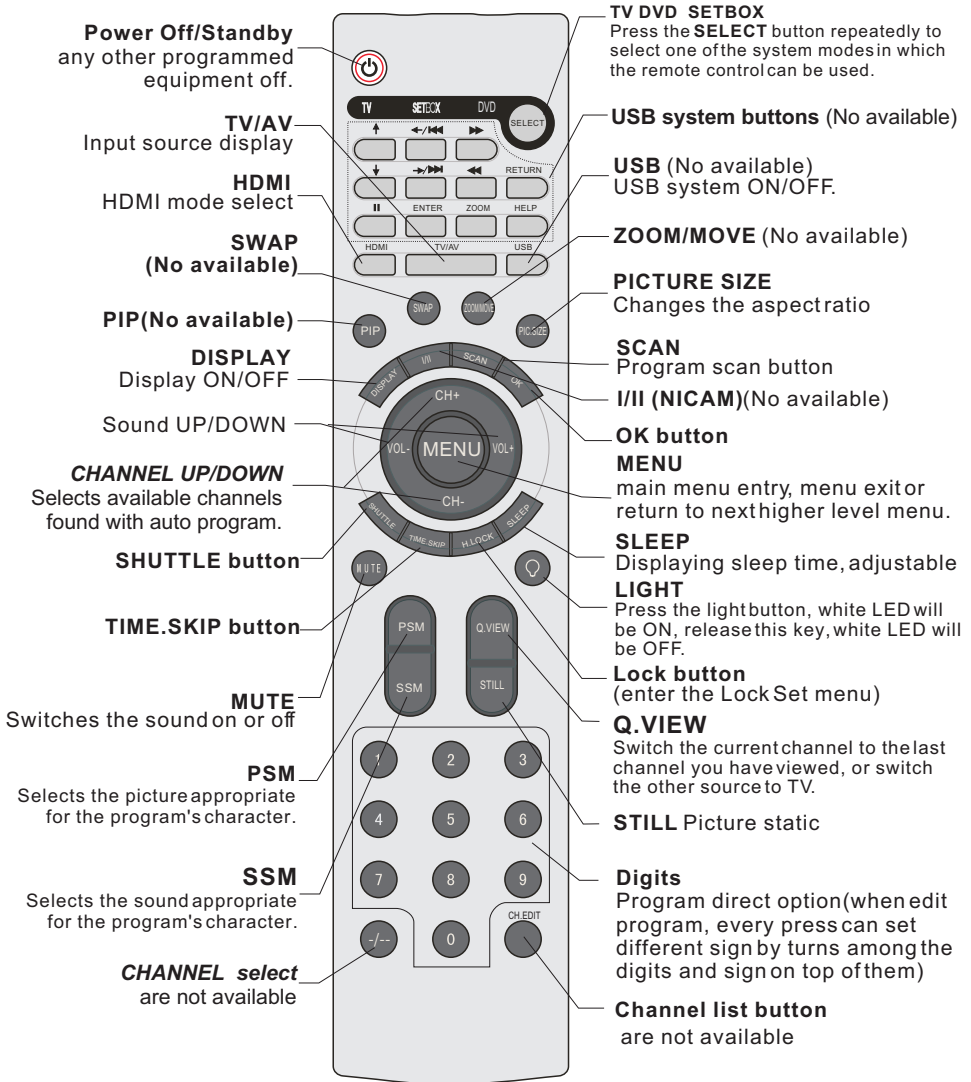 Power Off/Standby
any other programmed
equipment off.
TV/AV
Input source display
HDMI
HDMI mode select
SWAP
(No available)
PIP(No available)
DISPLAY
Display ON/OFF
Sound UP/DOWN
CHANNEL UP/DOWN
Selects available channels
found with auto program.
SHUTTLE button
TIME.SKIP button
MUTE
Switches the sound on or off
PSM
Selects the picture appropriate
for the program's character.
SSM
Selects the sound appropriate
for the program's character.
CHANNEL select
are not available
TV SETBOX DVD
SELECT
RETURN
ENTER ZOOM HELP
HDMI TV/AV USB
SWAP ZOOM/MOVE
PIP PIC.SIZE
DISPLAY I/II SCAN OK
CH+
VOL- MENU VOL+
CH-
SHUTTLE TIME.SKIP H.LOCK SLEEP
MUTE
PSM Q.VIEW
SSM STILL
1 2 3
4 5 6
7 8 9
CH.EDIT
-/-- 0
TV DVD SETBOX
Press the SELECT button repeatedly to
select one of the system modes in which
the remote control can be used.
USB system buttons (No available)
USB (No available)
USB system ON/OFF.
ZOOM/MOVE (No available)
PICTURE SIZE
Changes the aspect ratio
SCAN
Program scan button
I/II (NICAM)(No available)
OK button
MENU
main menu entry, menu exit or
return to next higher level menu.
SLEEP
Displaying sleep time, adjustable
LIGHT
Press the light button, white LED will
be ON, release this key, white LED will
be OFF.
Lock button
(enter the Lock Set menu)
Q.VIEW
Switch the current channel to the last
channel you have viewed, or switch
the other source to TV.
STILL Picture static
Digits
Program direct option(when edit
program, every press can set
different sign by turns among the
digits and sign on top of them)
Channel list button
are not available